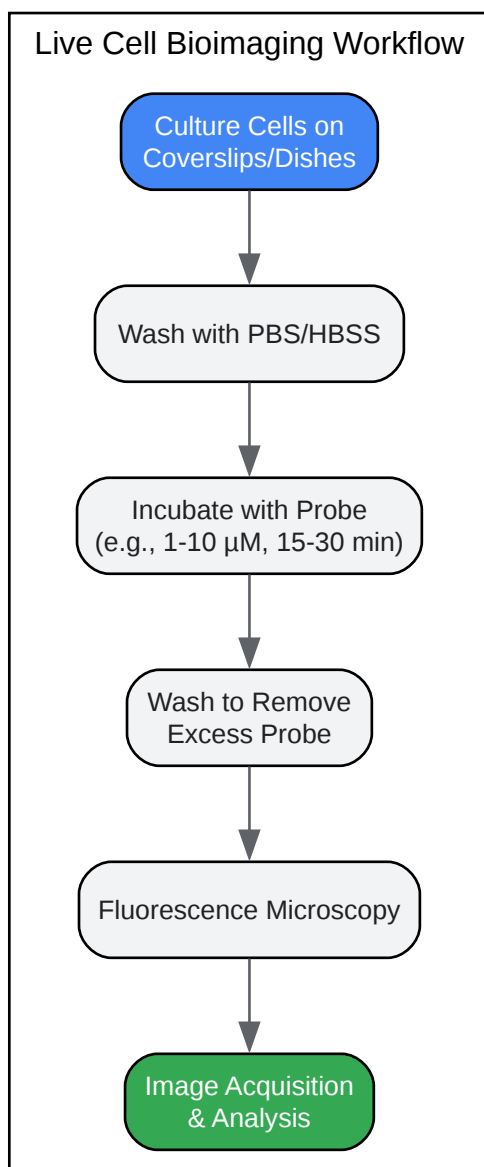 Live Cell Bioimaging Workflow
Culture Cells on
Coverslips/Dishes
Wash with PBS/HBSS
Incubate with Probe
(e.g., 1-10 µM, 15-30 min)
Wash to Remove
Excess Probe
Fluorescence Microscopy
Image Acquisition
& Analysis